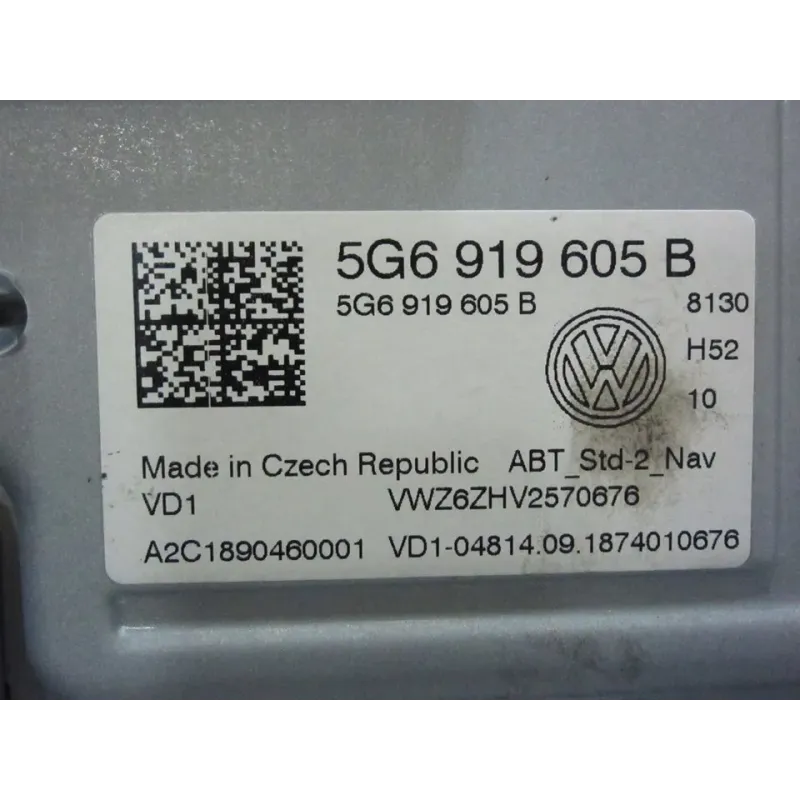 5G6 919 605 B
5G6 919 605 B 8130
H52
10
Made in Czech Republic ABT_Std-2_Nav
VD1 VWZ6ZHV2570676
A2C1890460001 VD1-04814.09.1874010676